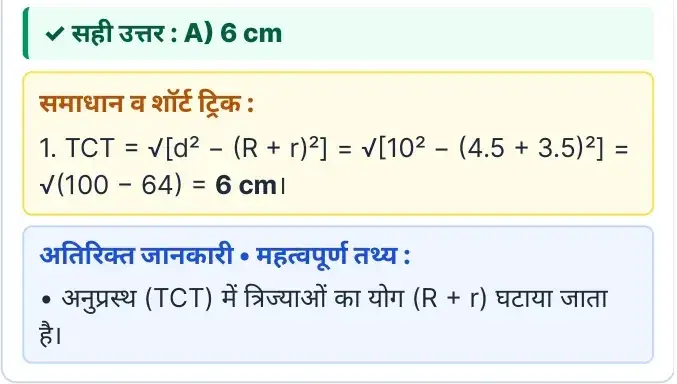 ✓ सही उत्तर : A) 6 cm
समाधान व शॉर्ट ट्रिक :
1. TCT = √[d² − (R + r)²] = √[10² − (4.5 + 3.5)²] =
√(100 − 64) = 6 cm।
अतिरिक्त जानकारी • महत्वपूर्ण तथ्य :
• अनुप्रस्थ (TCT) में त्रिज्याओं का योग (R + r) घटाया जाता
है।